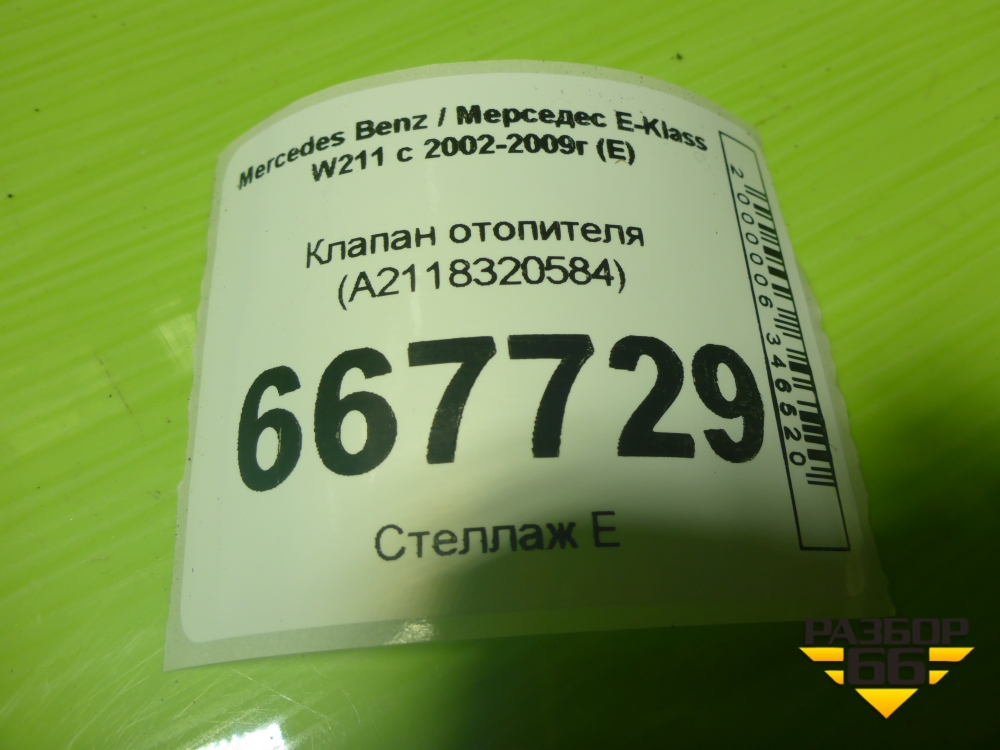 Mercedes Benz / Мерседес E-Klass
W211 с 2002-2009г (E)
Клапан отопителя
(A2118320584)
667729
Стеллаж E
2000006346520
РАЗБОР
66